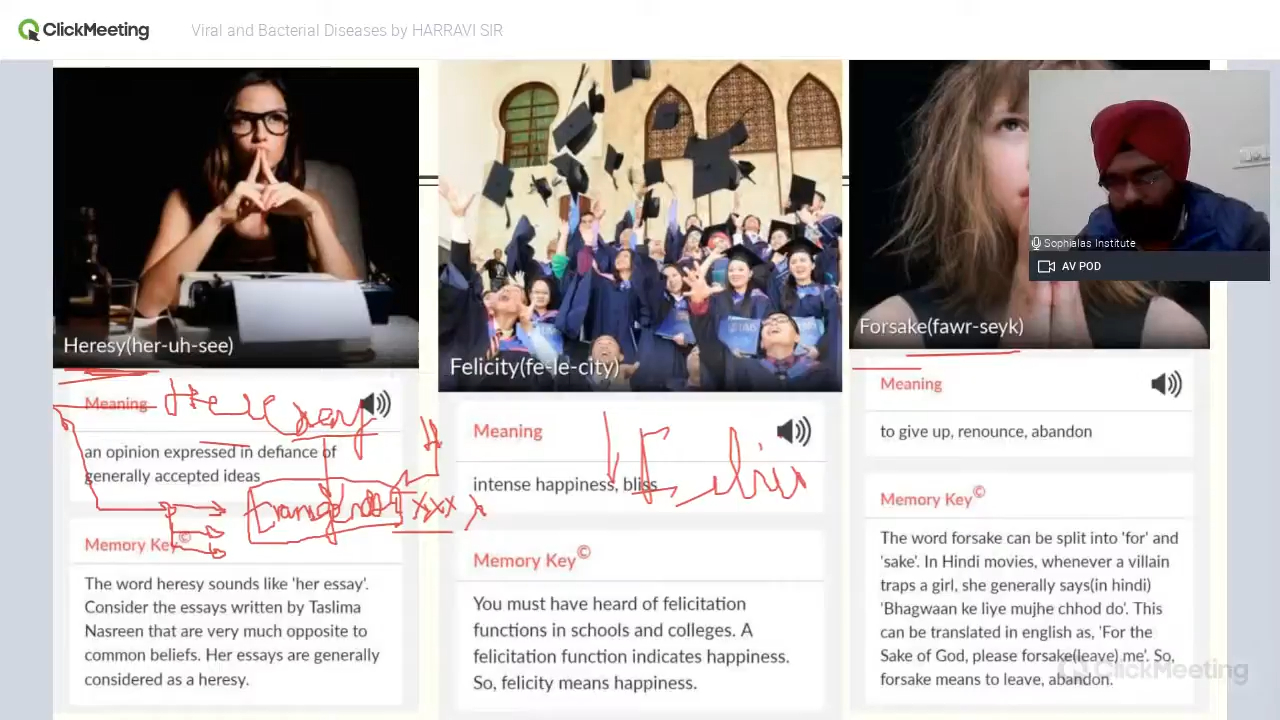 ClickMeeting
Viral and Bacterial Diseases by HARRAVI SIR
Heresy(her-uh-see)
Meaning
an opinion expressed in defiance of
generally accepted ideas
Memory Key©
The word heresy sounds like 'her essay'.
Consider the essays written by Taslima
Nasreen that are very much opposite to
common beliefs. Her essays are generally
considered as a heresy.
Felicity(fe-le-city)
Meaning
intense happiness, bliss
Memory Key©
You must have heard of felicitation
functions in schools and colleges. A
felicitation function indicates happiness.
So, felicity means happiness.
Forsake(fawr-seyk)
Meaning
to give up, renounce, abandon
Memory Key©
The word forsake can be split into 'for' and
'sake'. In Hindi movies, whenever a villain
traps a girl, she generally says(in hindi)
'Bhagwaan ke liye mujhe chhod do'. This
can be translated in english as, 'For the
Sake of God, please forsake(leave) me'. So,
forsake means to leave, abandon.
Sophialas Institute
AV POD
ClickMeeting